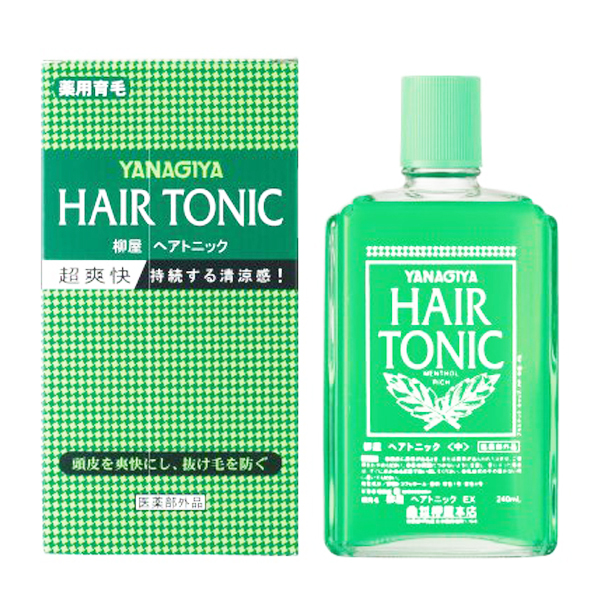 薬用育毛
YANAGIYA
HAIR TONIC
柳屋 ヘアトニック
超爽快 持続する清涼感！
頭皮を爽快にし、抜け毛を防ぐ
医薬部外品
YANAGIYA
HAIR
TONIC
MENTHOL
RICH
柳屋 ヘアトニック〈中〉 医薬部外品
柳屋 ヘアトニック EX 240mL